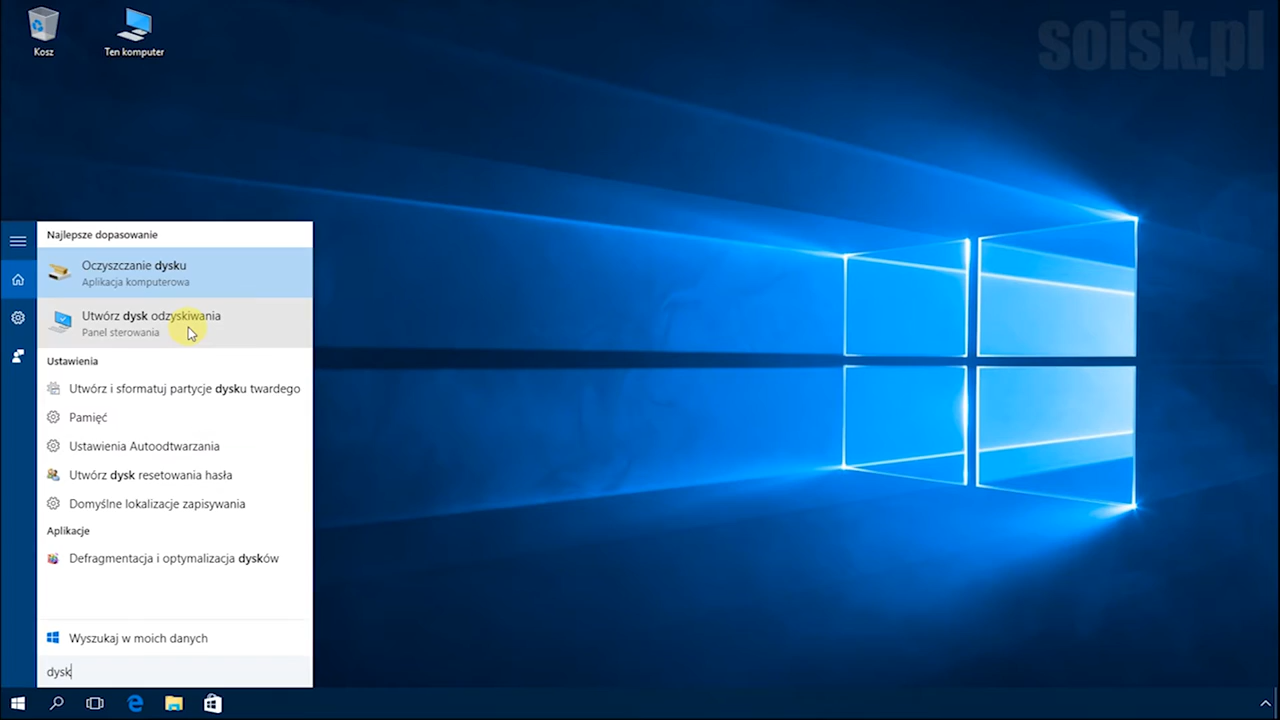 soisk.pl
Kosz
Ten komputer
Najlepsze dopasowanie
Oczyszczanie dysku
Aplikacja komputerowa
Utwórz dysk odzyskiwania
Panel sterowania
Ustawienia
Utwórz i sformatuj partycje dysku twardego
Pamięć
Ustawienia Autoodtwarzania
Utwórz dysk resetowania hasła
Domyślne lokalizacje zapisywania
Aplikacje
Defragmentacja i optymalizacja dysków
Wyszukaj w moich danych
dysk